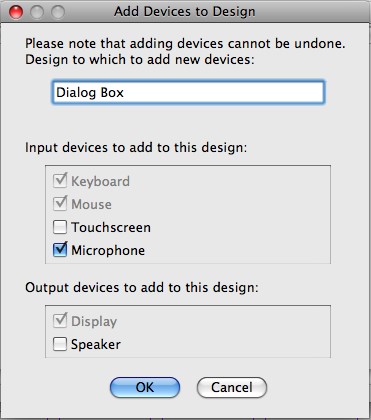 Add Devices to Design
Please note that adding devices cannot be undone.
Design to which to add new devices:
Dialog Box
Input devices to add to this design:
Keyboard
Mouse
Touchscreen
Microphone
Output devices to add to this design:
Display
Speaker
OK Cancel